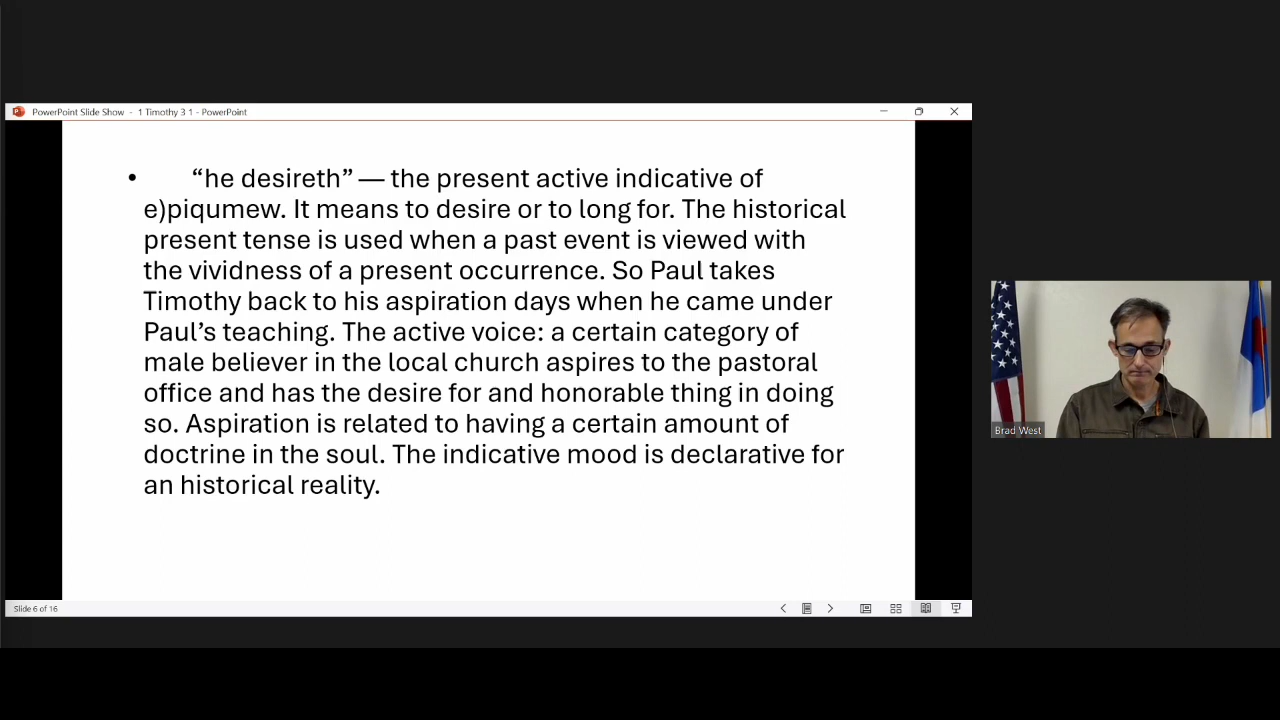 PowerPoint Slide Show - 1 Timothy 3 1 - PowerPoint
• “he desireth” — the present active indicative of
e)piqumew. It means to desire or to long for. The historical
present tense is used when a past event is viewed with
the vividness of a present occurrence. So Paul takes
Timothy back to his aspiration days when he came under
Paul’s teaching. The active voice: a certain category of
male believer in the local church aspires to the pastoral
office and has the desire for and honorable thing in doing
so. Aspiration is related to having a certain amount of
doctrine in the soul. The indicative mood is declarative for
an historical reality.
Brad West
Slide 6 of 16